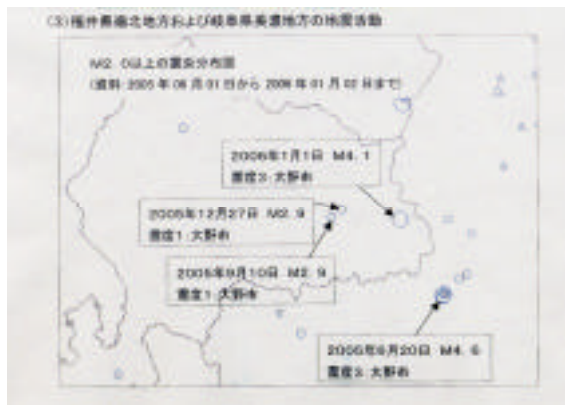 (3)福井県嶺北地方および岐阜県美濃地方の地震活動
M2.0以上の震央分布図
(資料:2005年06月01日から2006年01月02日まで)
2006年1月1日 M4.1
震度3:大野市
2005年12月27日 M2.9
震度1:大野市
2005年9月10日 M2.9
震度1:大野市
2005年6月20日 M4.6
震度3:大野市